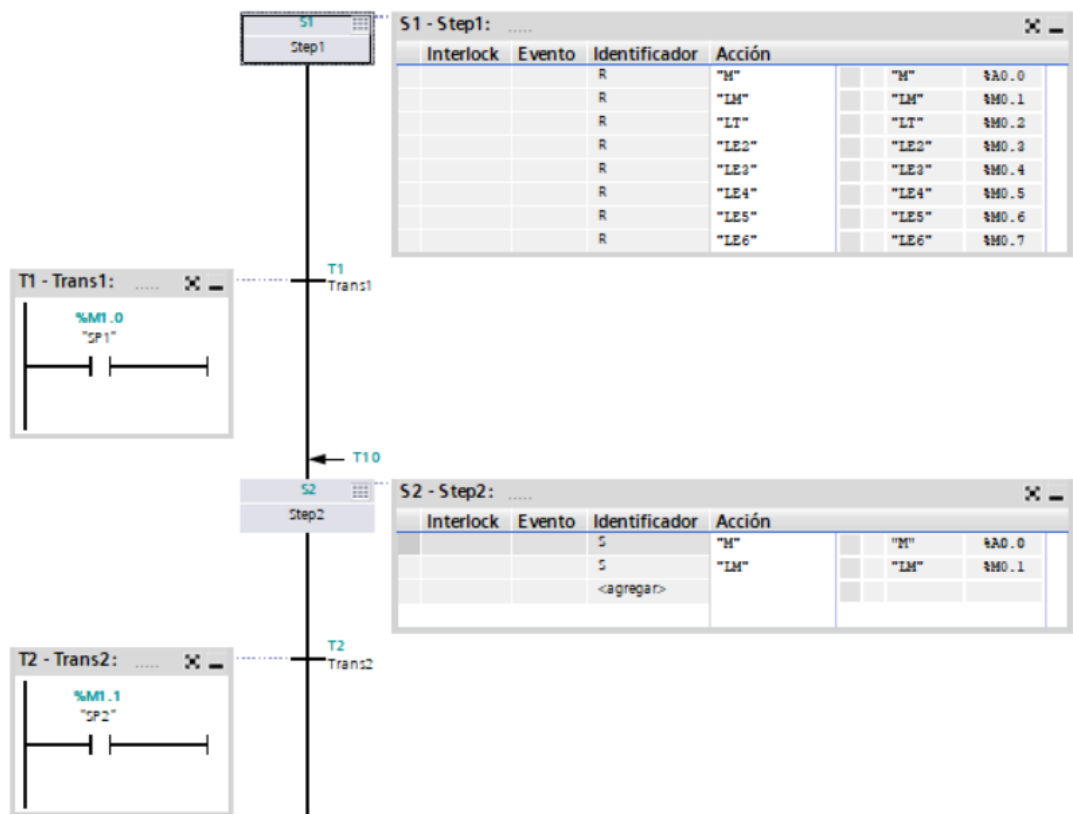 S1
Step1
S1 - Step1: .....
Interlock Evento Identificador Acción
R "M" "M" %A0.0
R "LM" "LM" %M0.1
R "LT" "LT" %M0.2
R "LE2" "LE2" %M0.3
R "LE3" "LE3" %M0.4
R "LE4" "LE4" %M0.5
R "LE5" "LE5" %M0.6
R "LE6" "LE6" %M0.7
T1 - Trans1: .....
T1
Trans1
%M1.0
"SP1"
T10
S2
Step2
S2 - Step2: .....
Interlock Evento Identificador Acción
S "M" "M" %A0.0
S "LM" "LM" %M0.1
<agregar>
T2 - Trans2: .....
T2
Trans2
%M1.1
"SP2"